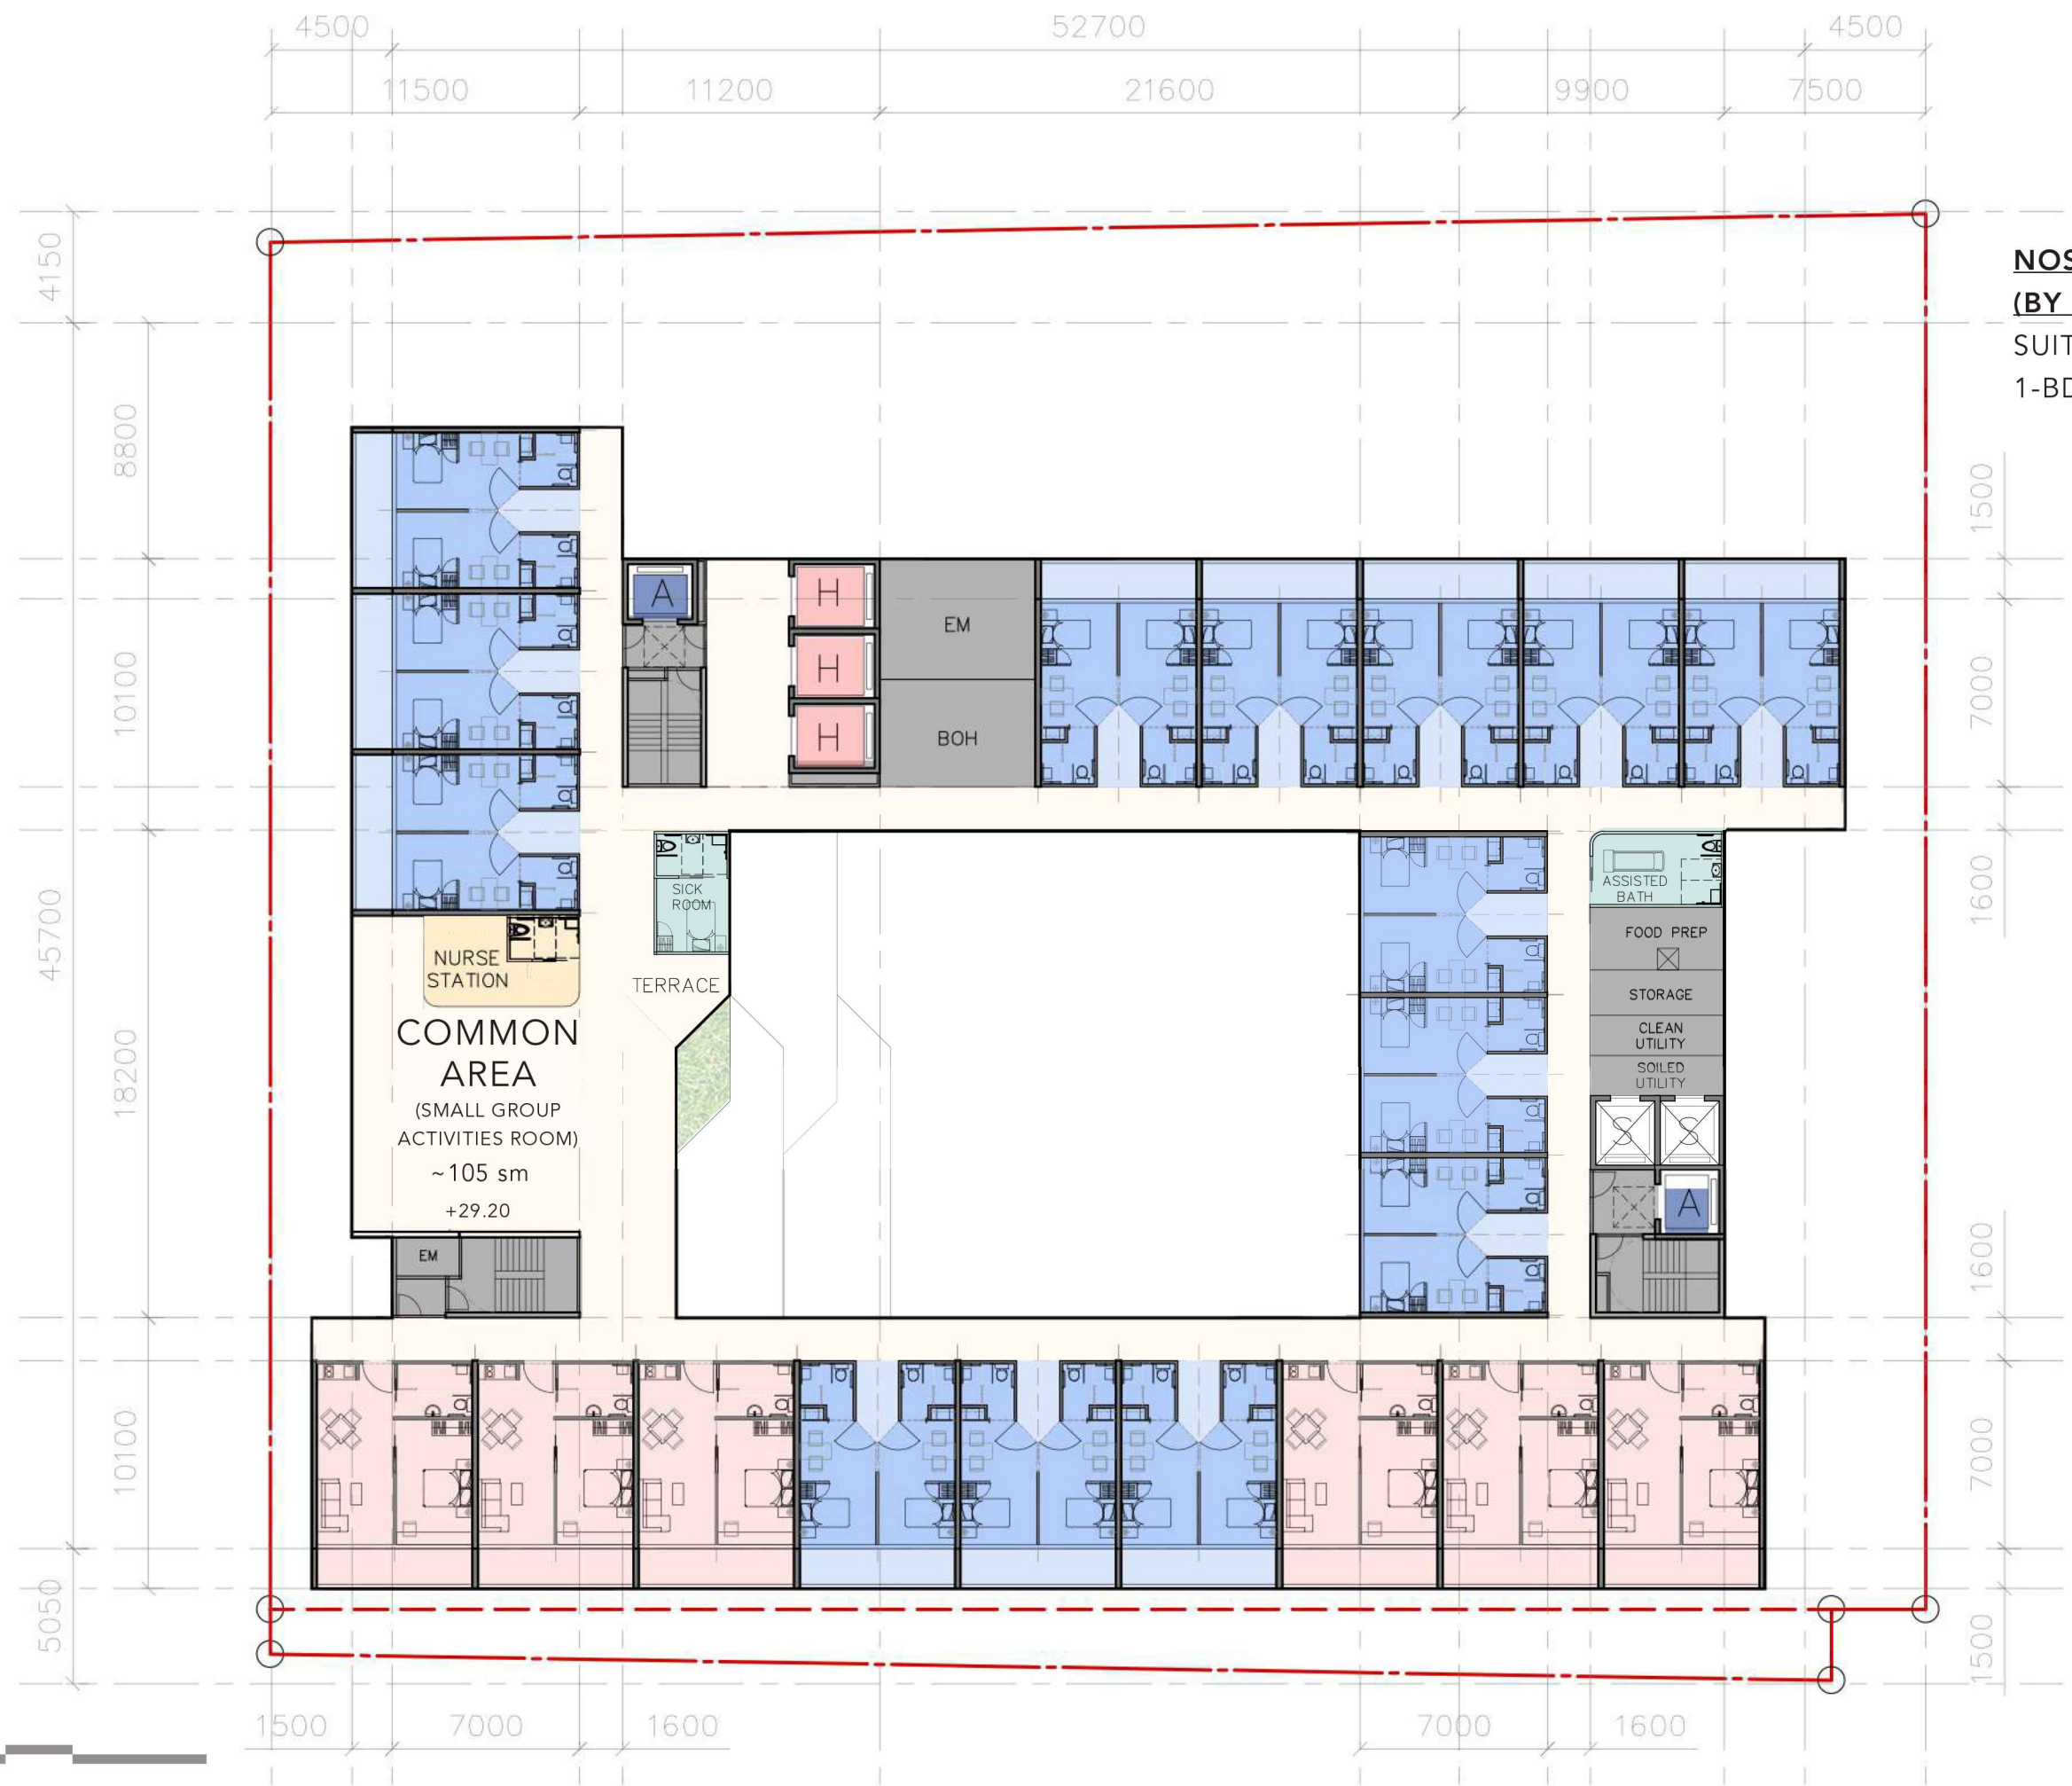 4500
52700
4500
11500
11200
21600
9900
7500
4150
8800
10100
45700
18200
10100
5050
NOS
(BY
SUIT
1-BD
1500
7000
1600
1600
7000
1500
A
H
H
H
EM
BOH
SICK
ROOM
TERRACE
NURSE
STATION
COMMON
AREA
(SMALL GROUP
ACTIVITIES ROOM)
~105 sm
+29.20
EM
ASSISTED
BATH
FOOD PREP
STORAGE
CLEAN
UTILITY
SOILED
UTILITY
S
S
A
1500
7000
1600
7000
1600